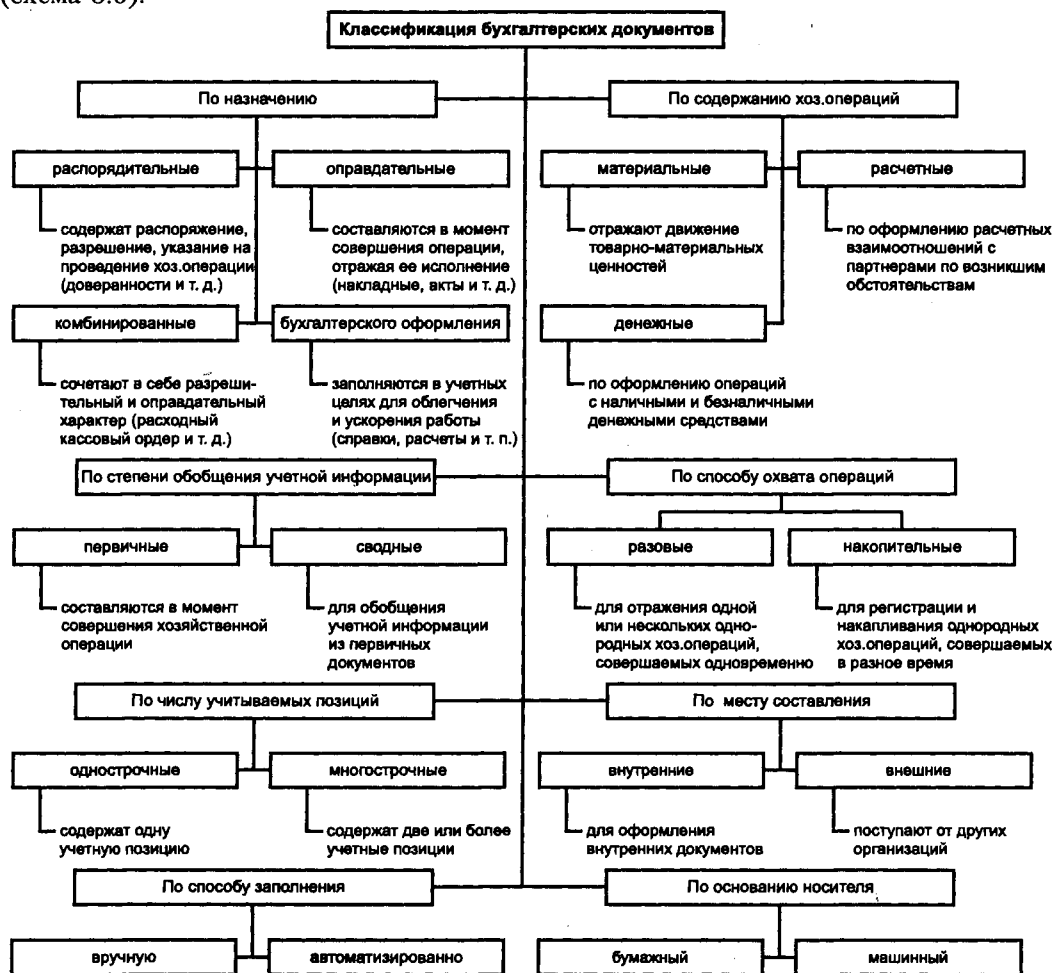 (схема 8.6).
Классификация бухгалтерских документов
По назначению
По содержанию хоз.операций
распорядительные
оправдательные
материальные
расчетные
содержат распоряжение,
разрешение, указание на
проведение хоз.операции
(доверанности и т. д.)
составляются в момент
совершения операции,
отражая ее исполнение
(накладные, акты и т. д.)
отражают движение
товарно-материальных
ценностей
по оформлению расчетных
взаимоотношений с
партнерами по возникшим
обстоятельствам
комбинированные
бухгалтерского оформления
денежные
сочетают в себе разреши-
тельный и оправдательный
характер (расходный
кассовый ордер и т. д.)
заполняются в учетных
целях для облегчения
и ускорения работы
(справки, расчеты и т. п.)
по оформлению операций
с наличными и безналичными
денежными средствами
По степени обобщения учетной информации
По способу охвата операций
первичные
сводные
разовые
накопительные
составляются в момент
совершения хозяйственной
операции
для обобщения
учетной информации
из первичных
документов
для отражения одной
или нескольких одно-
родных хоз.операций,
совершаемых одновременно
для регистрации и
накапливания однородных
хоз.операций, совершаемых
в разное время
По числу учитываемых позиций
По месту составления
однострочные
многострочные
внутренние
внешние
содержат одну
учетную позицию
содержат две или более
учетные позиции
для оформления
внутренних документов
поступают от других
организаций
По способу заполнения
По основанию носителя
вручную
автоматизированно
бумажный
машинный